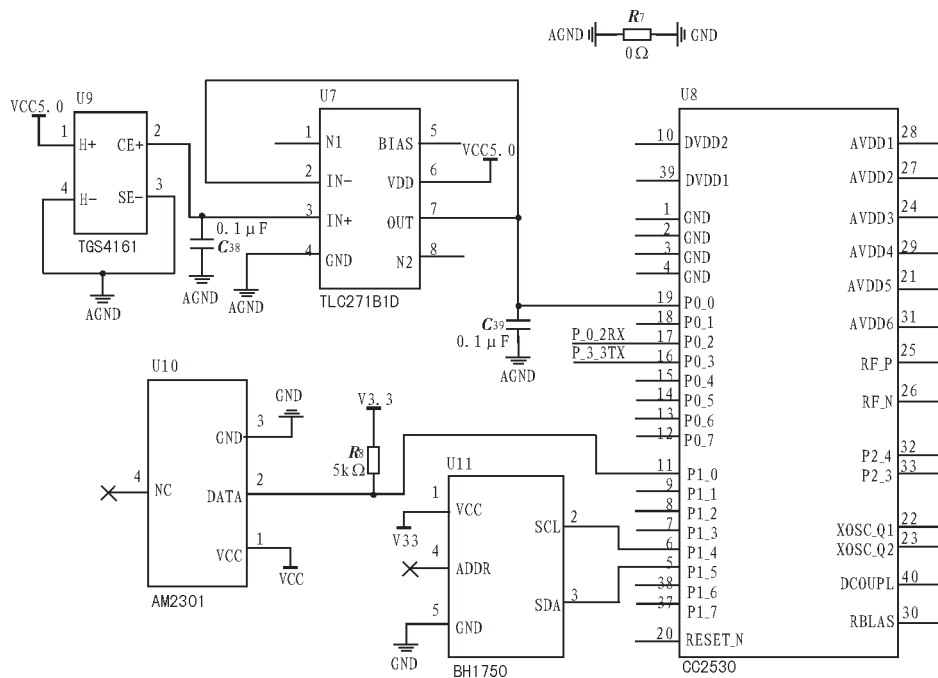 R7
AGND
GND
0Ω
U9
VCC5.0
1
H+
CE+
2
4
H-
SE-
3
TGS4161
AGND
0.1μF
C38
AGND
U7
1
N1
BIAS
5
VCC5.0
2
IN-
VDD
6
3
IN+
OUT
7
4
GND
N2
8
AGND
TLC271B1D
C39
0.1μF
AGND
U8
10
DVDD2
39
DVDD1
1
GND
2
GND
3
GND
4
GND
19
P0_0
18
P0_1
P_0_2RX
17
P0_2
P_3_3TX
16
P0_3
15
P0_4
14
P0_5
13
P0_6
12
P0_7
11
P1_0
9
P1_1
8
P1_2
7
P1_3
6
P1_4
5
P1_5
38
P1_6
37
P1_7
20
RESET_N
AVDD1
28
AVDD2
27
AVDD3
24
AVDD4
29
AVDD5
21
AVDD6
31
RF_P
25
RF_N
26
P2_4
32
P2_3
33
XOSC_Q1
22
XOSC_Q2
23
DCOUPL
40
RBLAS
30
CC2530
U10
GND
3
GND
4
NC
DATA
2
VCC
1
VCC
AM2301
V3.3
R8
5kΩ
U11
1
VCC
V33
SCL
2
4
ADDR
SDA
3
5
GND
GND
BH1750